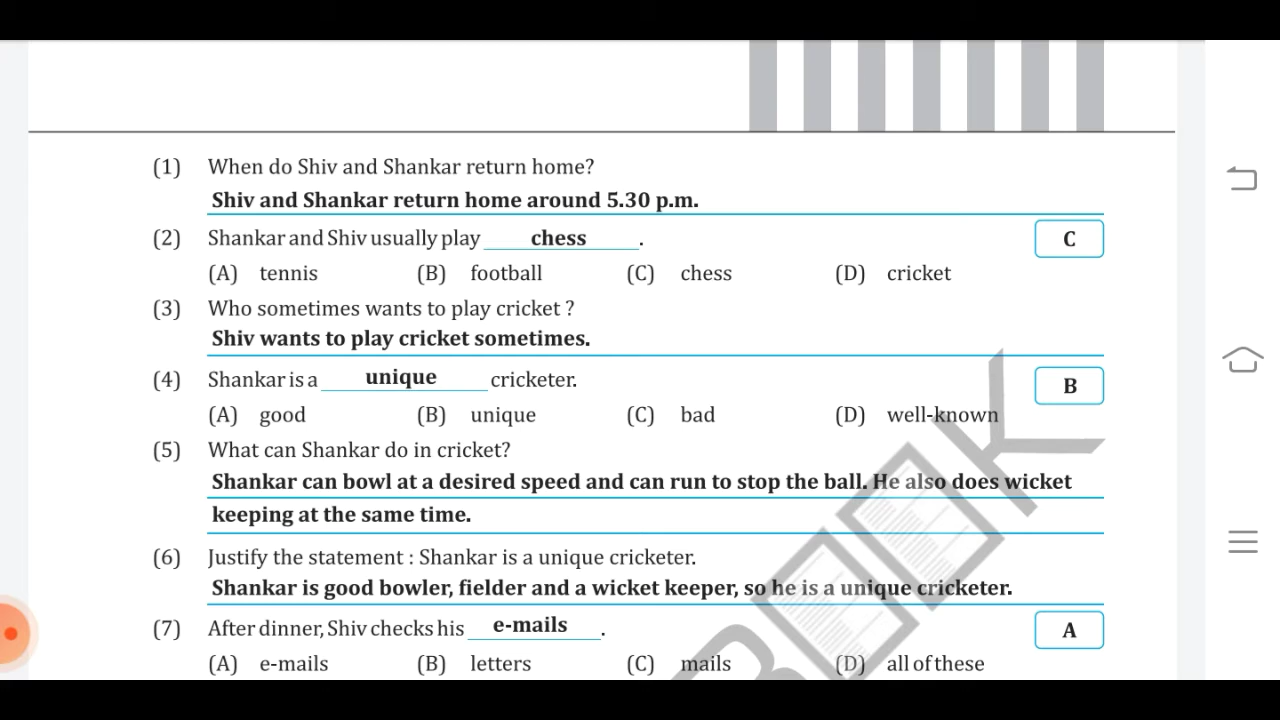 (1) When do Shiv and Shankar return home?
Shiv and Shankar return home around 5.30 p.m.
(2) Shankar and Shiv usually play chess . C
(A) tennis (B) football (C) chess (D) cricket
(3) Who sometimes wants to play cricket ?
Shiv wants to play cricket sometimes.
(4) Shankar is a unique cricketer. B
(A) good (B) unique (C) bad (D) well-known
(5) What can Shankar do in cricket?
Shankar can bowl at a desired speed and can run to stop the ball. He also does wicket
keeping at the same time.
(6) Justify the statement : Shankar is a unique cricketer.
Shankar is good bowler, fielder and a wicket keeper, so he is a unique cricketer.
(7) After dinner, Shiv checks his e-mails . A
(A) e-mails (B) letters (C) mails (D) all of these